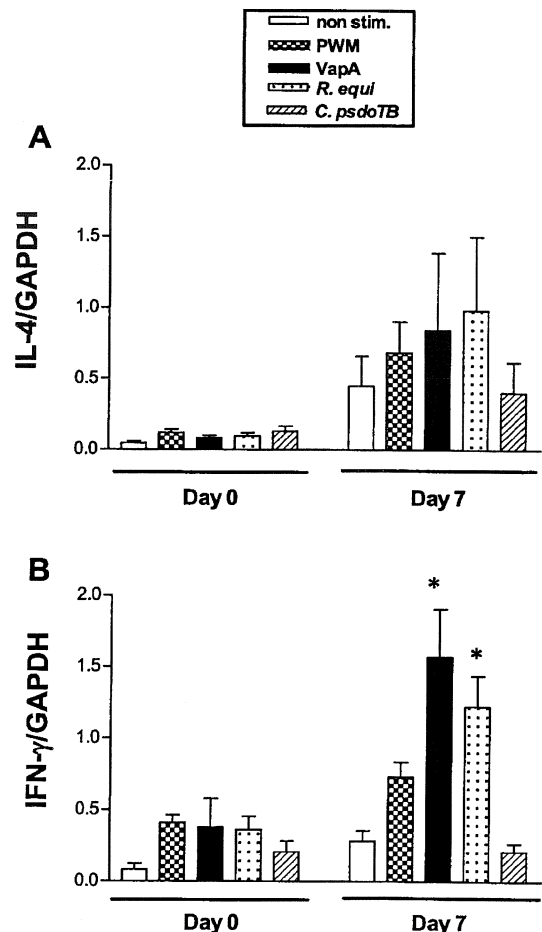 non stim.
PWM
VapA
R. equi
C. psdoTB
A
2.0
1.5
1.0
0.5
0.0
IL-4/GAPDH
Day 0 Day 7
B
2.0
1.5
1.0
0.5
0.0
IFN-γ/GAPDH
* *
Day 0 Day 7